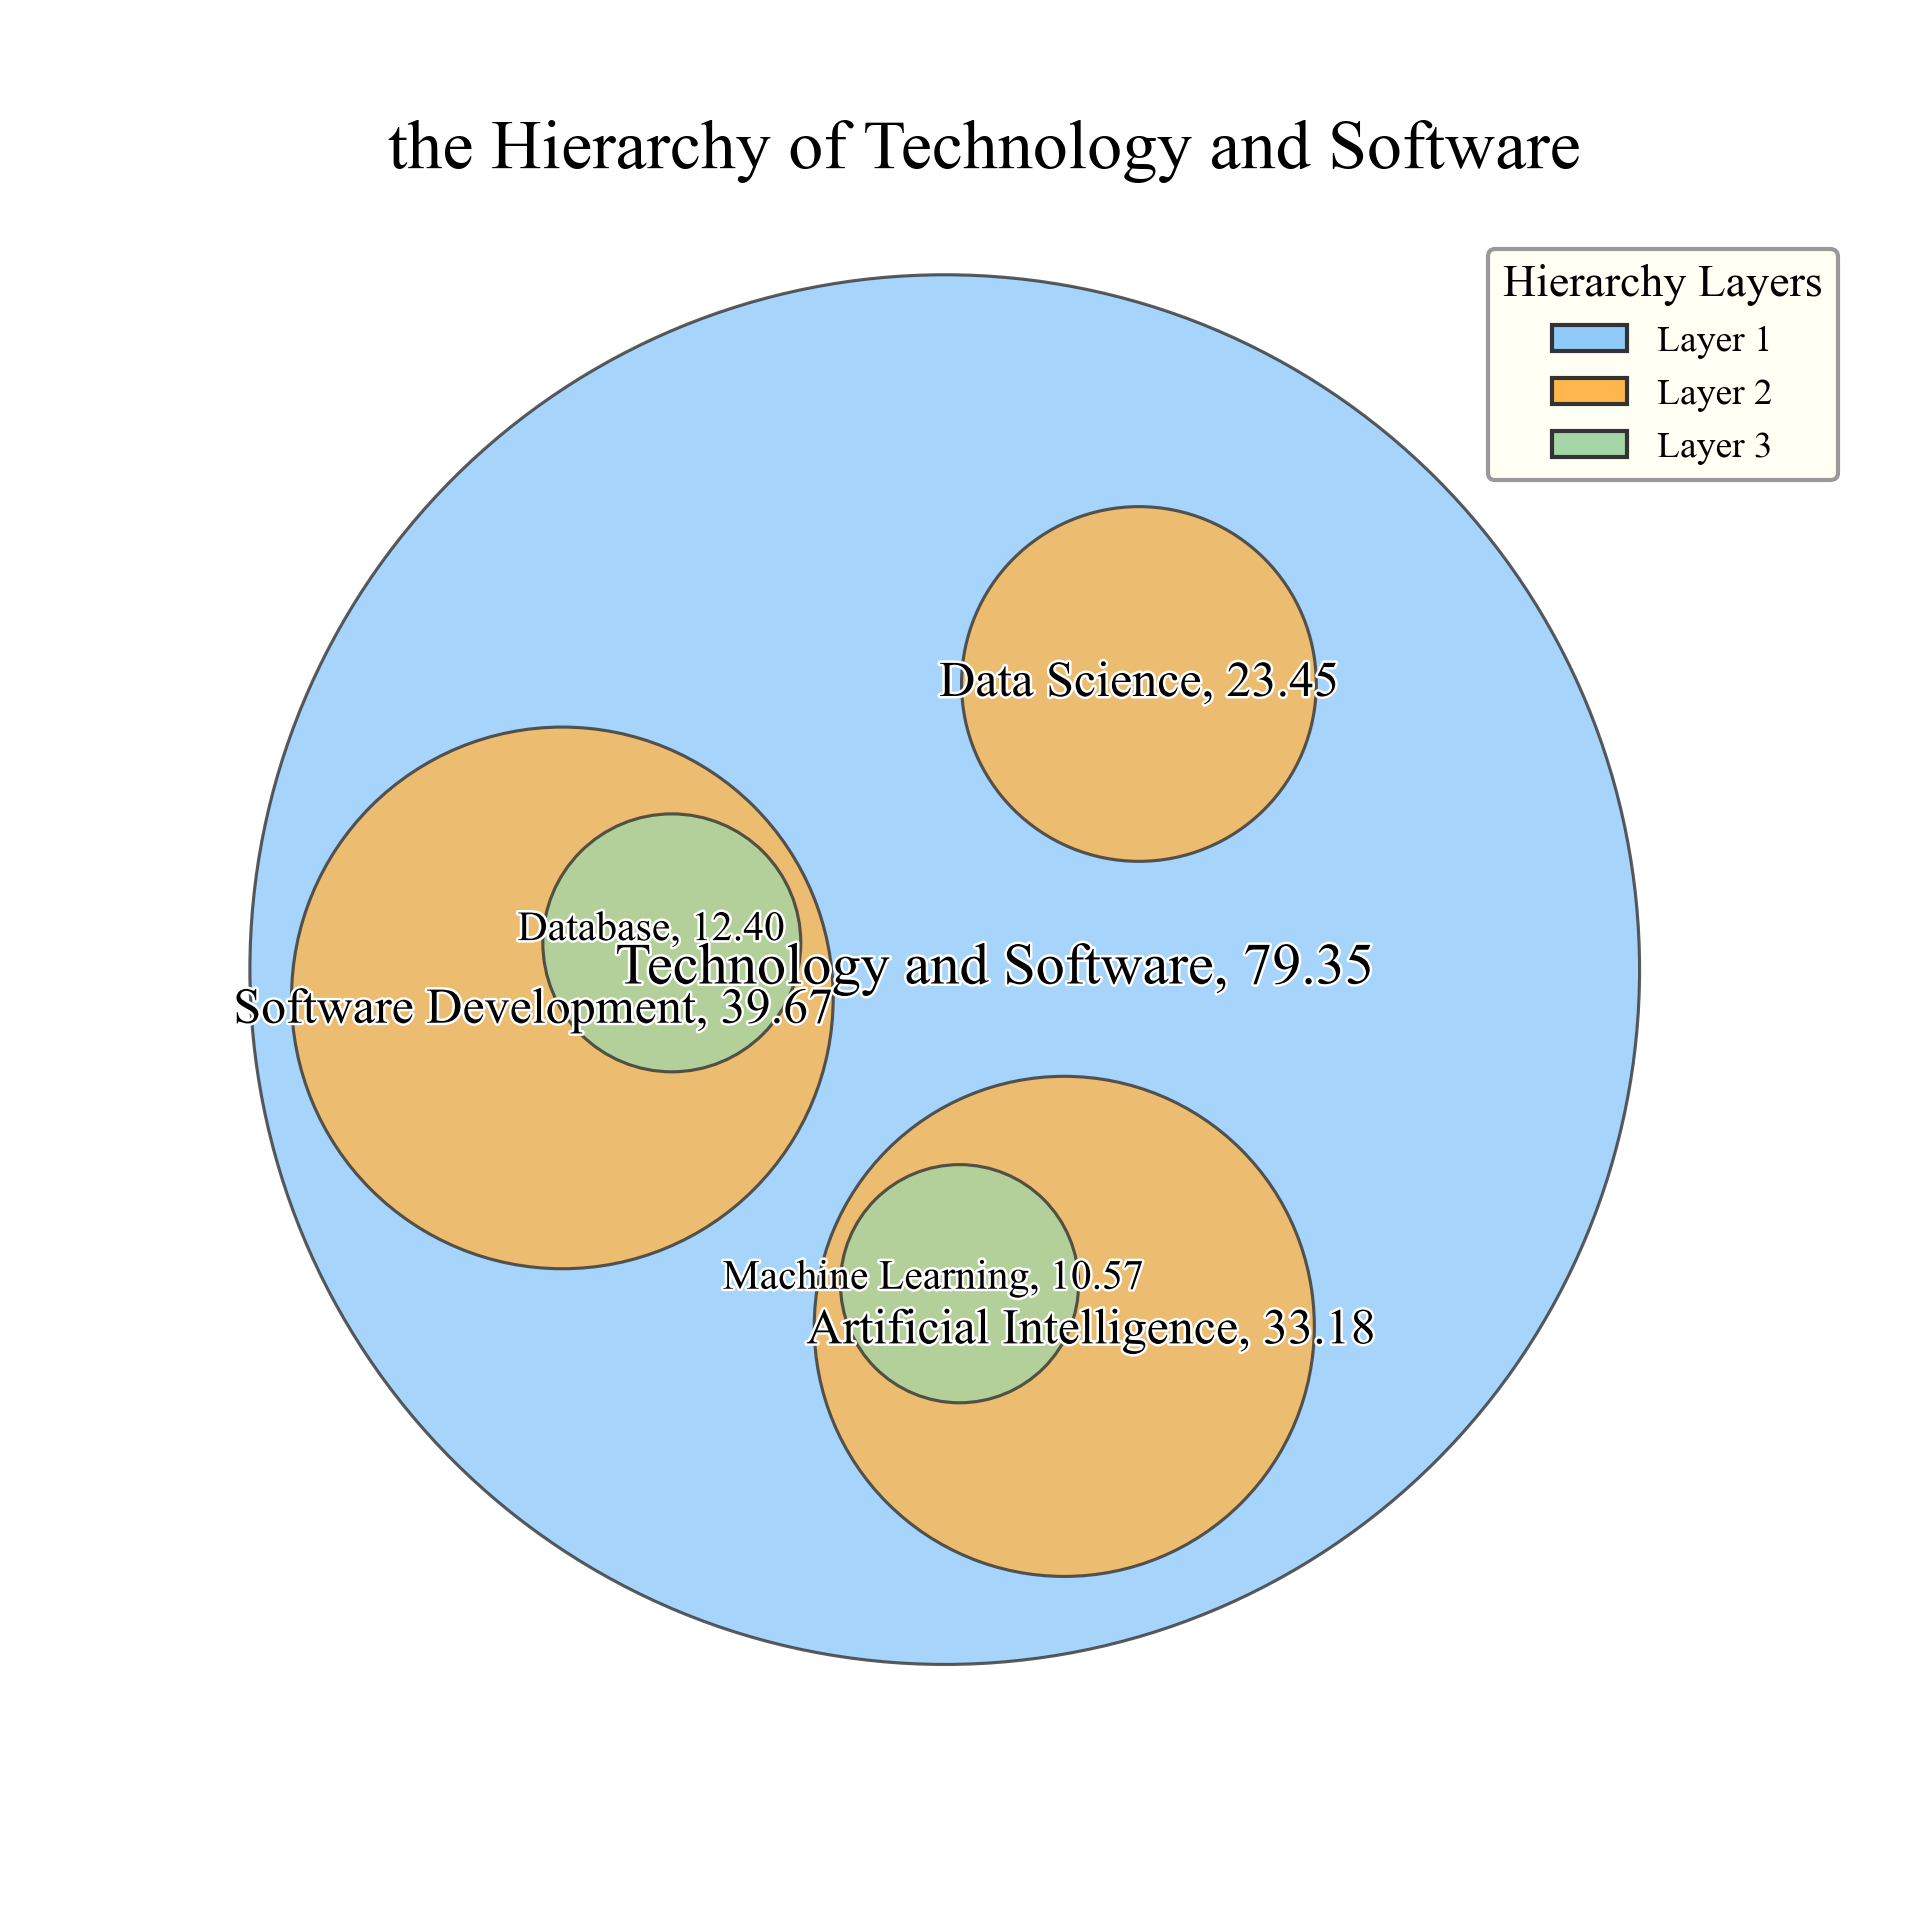 the Hierarchy of Technology and Software
Hierarchy Layers
Layer 1
Layer 2
Layer 3
Data Science, 23.45
Database, 12.40
Technology and Software, 79.35
Software Development, 39.67
Machine Learning, 10.57
Artificial Intelligence, 33.18